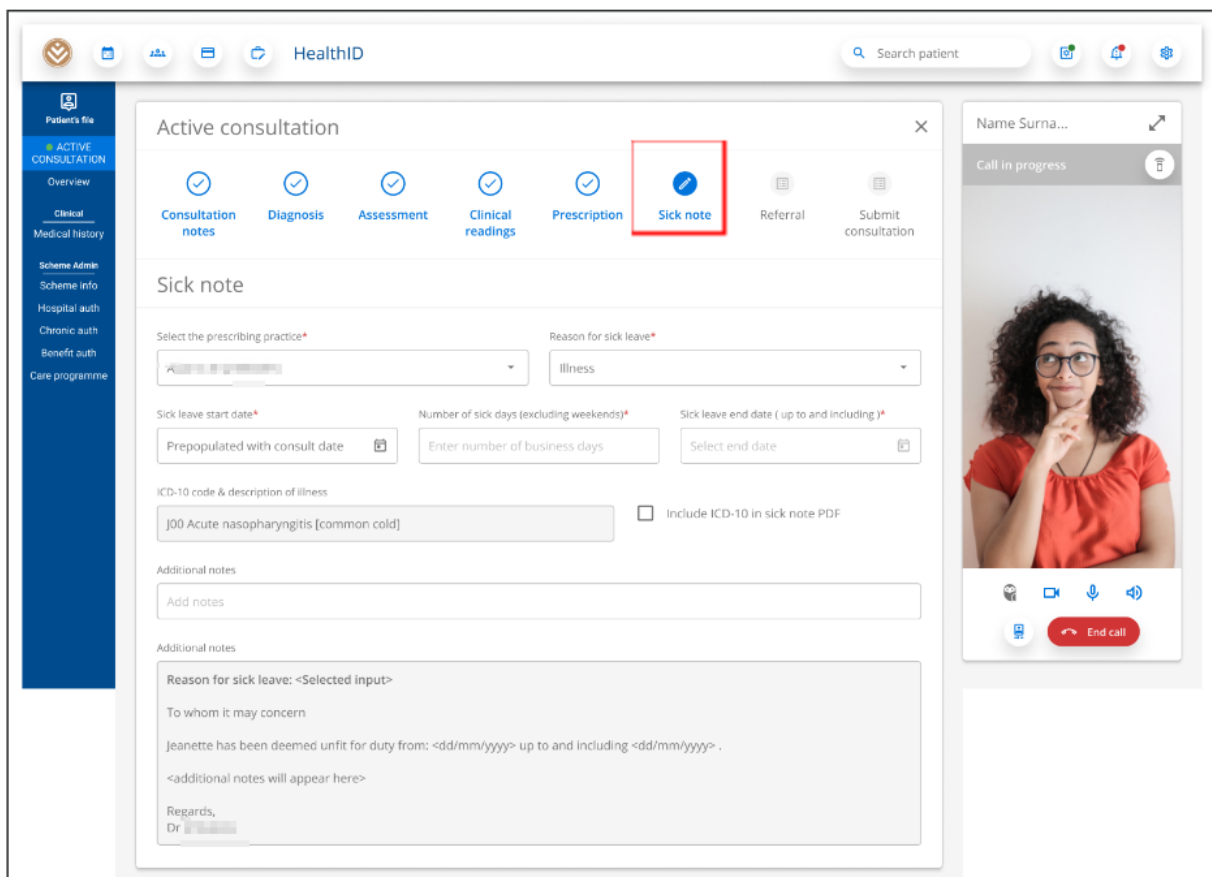 HealthID
Search patient
Patient's file
ACTIVE
CONSULTATION
Overview
Clinical
Medical history
Scheme Admin
Scheme info
Hospital auth
Chronic auth
Benefit auth
Care programme
Active consultation
Consultation
notes
Diagnosis
Assessment
Clinical
readings
Prescription
Sick note
Referral
Submit
consultation
Sick note
Select the prescribing practice*
Reason for sick leave*
Illness
Sick leave start date*
Number of sick days (excluding weekends)*
Sick leave end date ( up to and including )*
Prepopulated with consult date
Enter number of business days
Select end date
ICD-10 code & description of illness
J00 Acute nasopharyngitis [common cold]
Include ICD-10 in sick note PDF
Additional notes
Add notes
Additional notes
Reason for sick leave: <Selected input>
To whom it may concern
Jeanette has been deemed unfit for duty from: <dd/mm/yyyy> up to and including <dd/mm/yyyy> .
<additional notes will appear here>
Regards,
Dr
Name Surna...
Call in progress
End call